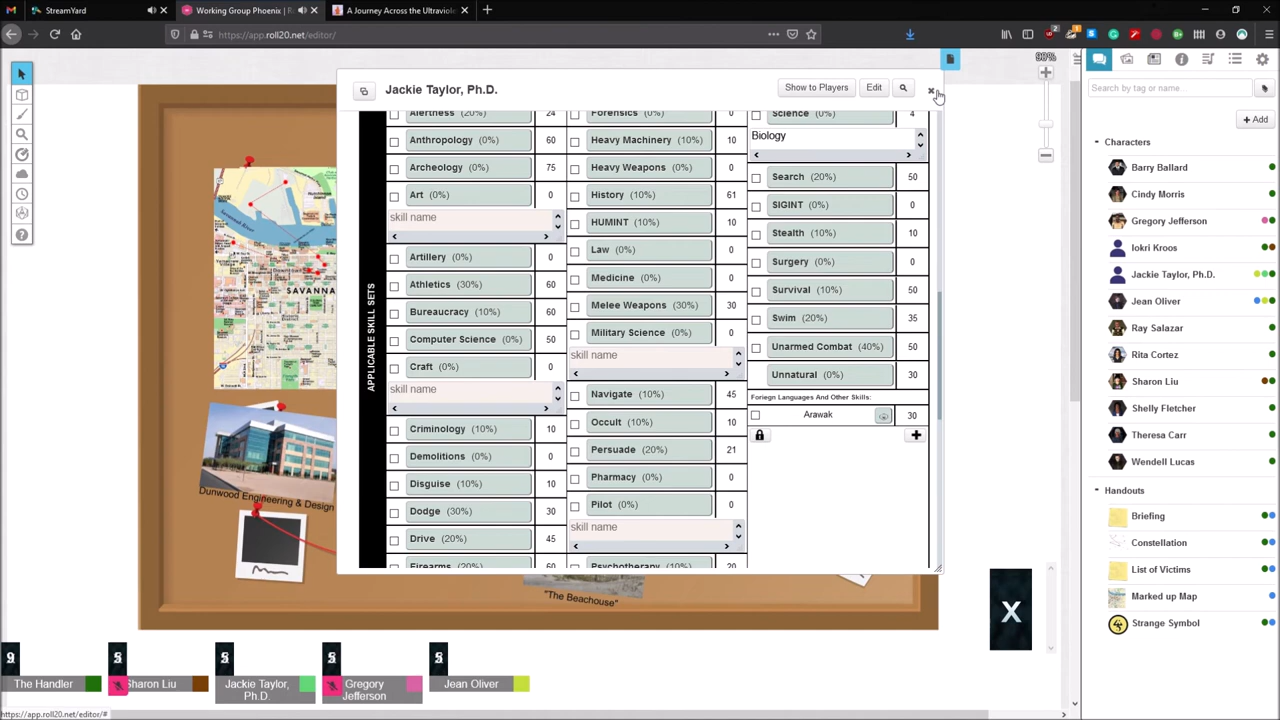 StreamYard
Working Group Phoenix | R
A Journey Across the Ultraviole
https://app.roll20.net/editor/
90%
Jackie Taylor, Ph.D.
Show to Players
Edit
APPLICABLE SKILL SETS
Alertness (20%) 24
Anthropology (0%) 60
Archeology (0%) 75
Art (0%) 0
skill name
Artillery (0%) 0
Athletics (30%) 60
Bureaucracy (10%) 60
Computer Science (0%) 50
Craft (0%) 0
skill name
Criminology (10%) 10
Demolitions (0%) 0
Disguise (10%) 10
Dodge (30%) 30
Drive (20%) 45
Firearms (20%) 60
Forensics (0%) 0
Heavy Machinery (10%) 10
Heavy Weapons (0%) 0
History (10%) 61
HUMINT (10%) 10
Law (0%) 0
Medicine (0%) 0
Melee Weapons (30%) 30
Military Science (0%) 0
skill name
Navigate (10%) 45
Occult (10%) 10
Persuade (20%) 21
Pharmacy (0%) 0
Pilot (0%) 0
skill name
Psychotherapy (10%) 20
Science (0%) 4
Biology
Search (20%) 50
SIGINT (0%) 0
Stealth (10%) 10
Surgery (0%) 0
Survival (10%) 50
Swim (20%) 35
Unarmed Combat (40%) 50
Unnatural (0%) 30
Foriegn Languages And Other Skills:
Arawak 30
SAVANNA
Dunwood Engineering & Design
"The Beachouse"
X
9
The Handler
S
Sharon Liu
S
Jackie Taylor,
Ph.D.
S
Gregory
Jefferson
S
Jean Oliver
Search by tag or name...
+ Add
Characters
Barry Ballard
Cindy Morris
Gregory Jefferson
Iokri Kroos
Jackie Taylor, Ph.D.
Jean Oliver
Ray Salazar
Rita Cortez
Sharon Liu
Shelly Fletcher
Theresa Carr
Wendell Lucas
Handouts
Briefing
Constellation
List of Victims
Marked up Map
Strange Symbol
https://app.roll20.net/editor/#